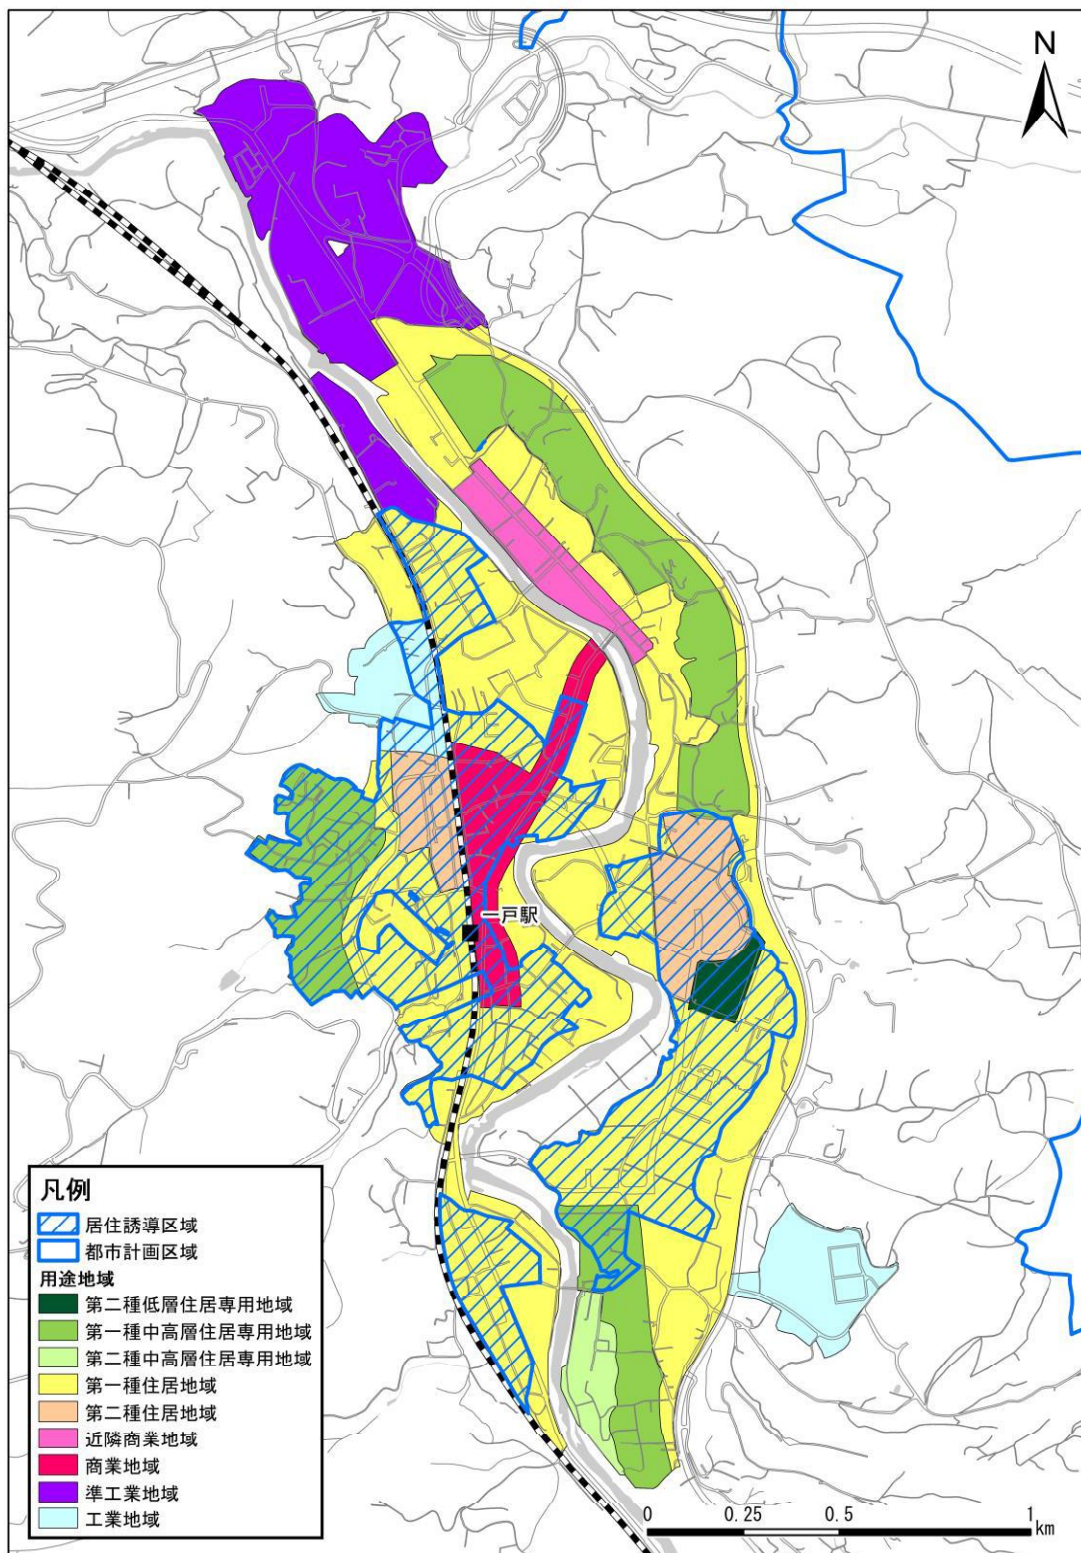 N
一戸駅
凡例
居住誘導区域
都市計画区域
用途地域
第二種低層住居専用地域
第一種中高層住居専用地域
第二種中高層住居専用地域
第一種住居地域
第二種住居地域
近隣商業地域
商業地域
準工業地域
工業地域
0 0.25 0.5 1
km